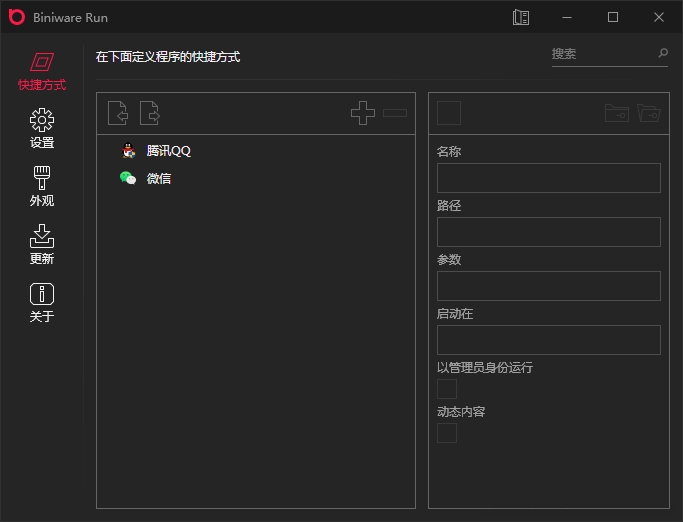 Biniware Run
快捷方式
设置
外观
更新
关于
在下面定义程序的快捷方式
搜索
腾讯QQ
微信
名称
路径
参数
启动在
以管理员身份运行
动态内容